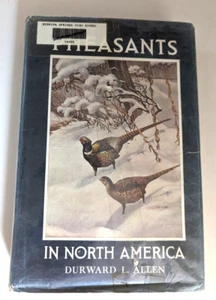 PHEASANTS
IN NORTH AMERICA
DURWARD L. ALLEN